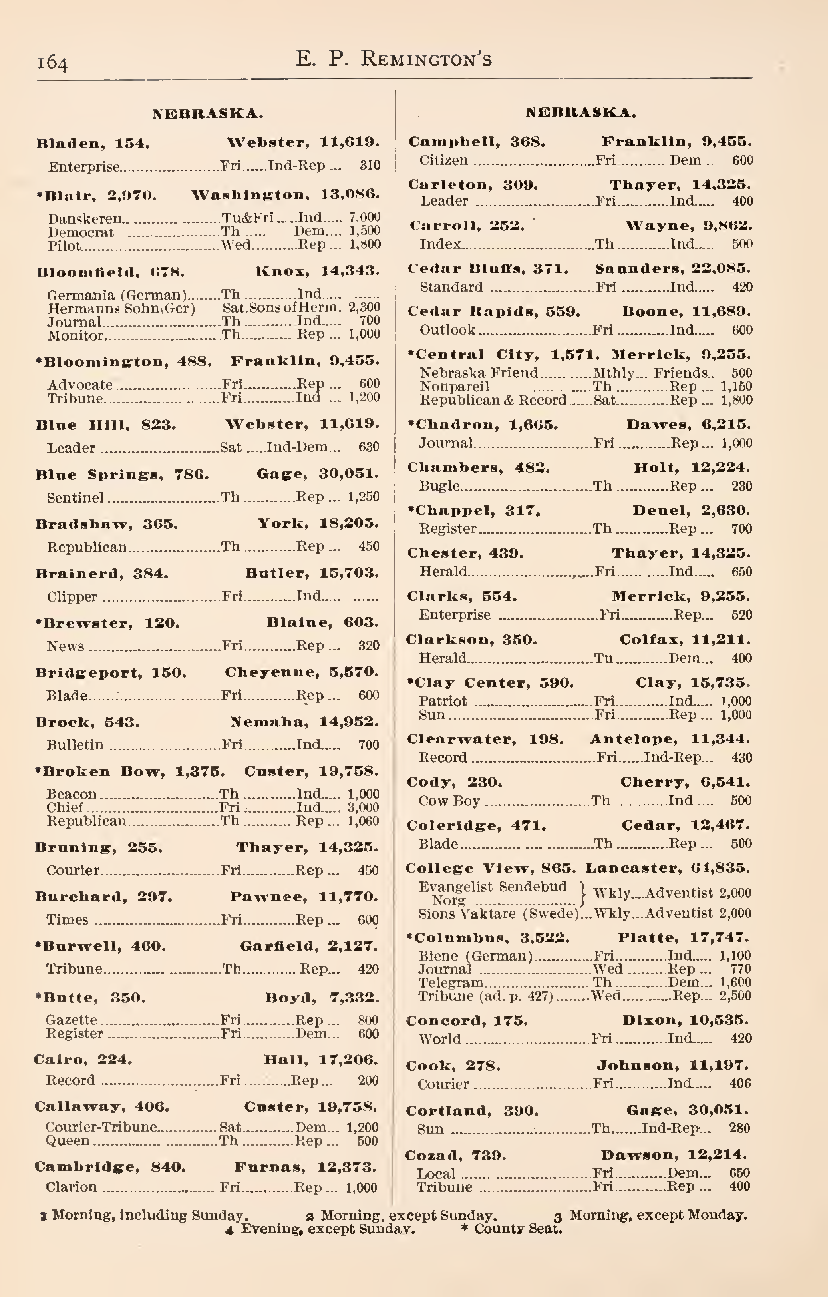 164
E. P. Remington's
NEBRASKA.
Bladen, 154. Webster, 11,619.
Enterprise Fri Ind-Rep 310
*Blair, 2,970. Washington, 13,086.
Danskeren Tu&Fri Ind 7,000
Democrat Th Dem 1,500
Pilot Wed Rep 1,800
Bloomfield, 678. Knox, 14,343.
Germania (German) Th Ind
Hermanns Sohn,Ger) Sat.Sons of Herm. 2,300
Journal Th Ind 700
Monitor Th Rep 1,000
*Bloomington, 488. Franklin, 9,455.
Advocate Fri Rep 600
Tribune Fri Ind 1,200
Blue Hill, 823. Webster, 11,619.
Leader Sat Ind-Dem 630
Blue Springs, 786. Gage, 30,051.
Sentinel Th Rep 1,250
Bradshaw, 365. York, 18,205.
Republican Th Rep 450
Brainerd, 384. Butler, 15,703.
Clipper Fri Ind
*Brewster, 120. Blaine, 603.
News Fri Rep 320
Bridgeport, 150. Cheyenne, 5,570.
Blade Fri Rep 600
Brock, 543. Nemaha, 14,952.
Bulletin Fri Ind 700
*Broken Bow, 1,375. Custer, 19,758.
Beacon Th Ind 1,000
Chief Fri Ind 3,000
Republican Th Rep 1,060
Bruning, 255. Thayer, 14,325.
Courier Fri Rep 450
Burchard, 297. Pawnee, 11,770.
Times Fri Rep 600
*Burwell, 460. Garfield, 2,127.
Tribune Th Rep 420
*Butte, 350. Boyd, 7,332.
Gazette Fri Rep 800
Register Fri Dem 600
Cairo, 224. Hall, 17,206.
Record Fri Rep 200
Callaway, 406. Custer, 19,758.
Courier-Tribune Sat Dem 1,200
Queen Th Rep 500
Cambridge, 840. Furnas, 12,373.
Clarion Fri Rep 1,000
NEBRASKA.
Campbell, 368. Franklin, 9,455.
Citizen Fri Dem 600
Carleton, 309. Thayer, 14,325.
Leader Fri Ind 400
Carroll, 252. Wayne, 9,862.
Index Th Ind 500
Cedar Bluffs, 371. Saunders, 22,085.
Standard Fri Ind 420
Cedar Rapids, 559. Boone, 11,689.
Outlook Fri Ind 600
*Central City, 1,571. Merrick, 9,255.
Nebraska Friend Mthly Friends 500
Nonpareil Th Rep 1,150
Republican & Record Sat Rep 1,800
*Chadron, 1,665. Dawes, 6,215.
Journal Fri Rep 1,000
Chambers, 482. Holt, 12,224.
Bugle Th Rep 230
*Chappel, 317. Deuel, 2,630.
Register Th Rep 700
Chester, 439. Thayer, 14,325.
Herald Fri Ind 650
Clarks, 554. Merrick, 9,255.
Enterprise Fri Rep 520
Clarkson, 350. Colfax, 11,211.
Herald Tu Dem 400
*Clay Center, 590. Clay, 15,735.
Patriot Fri Ind 1,000
Sun Fri Rep 1,000
Clearwater, 198. Antelope, 11,344.
Record Fri Ind-Rep 430
Cody, 230. Cherry, 6,541.
Cow Boy Th Ind 500
Coleridge, 471. Cedar, 12,467.
Blade Th Rep 500
College View, 865. Lancaster, 64,835.
Evangelist Sendebud
Norg } Wkly Adventist 2,000
Sions Vaktare (Swede) Wkly Adventist 2,000
*Columbus, 3,522. Platte, 17,747.
Biene (German) Fri Ind 1,100
Journal Wed Rep 770
Telegram Th Dem 1,600
Tribune (ad. p. 427) Wed Rep 2,500
Concord, 175. Dixon, 10,535.
World Fri Ind 420
Cook, 278. Johnson, 11,197.
Courier Fri Ind 406
Cortland, 390. Gage, 30,051.
Sun Th Ind-Rep 280
Cozad, 739. Dawson, 12,214.
Local Fri Dem 650
Tribune Fri Rep 400
1 Morning, including Sunday. 2 Morning, except Sunday. 3 Morning, except Monday.
4 Evening, except Sunday. * County Seat.